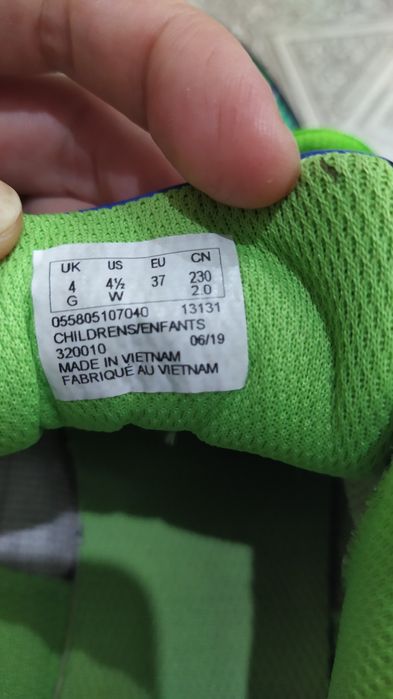 UK US EU CN
4 4½ 37 230
G W 2.0
055805107040 13131
CHILDRENS/ENFANTS
320010 06/19
MADE IN VIETNAM
FABRIQUÉ AU VIETNAM